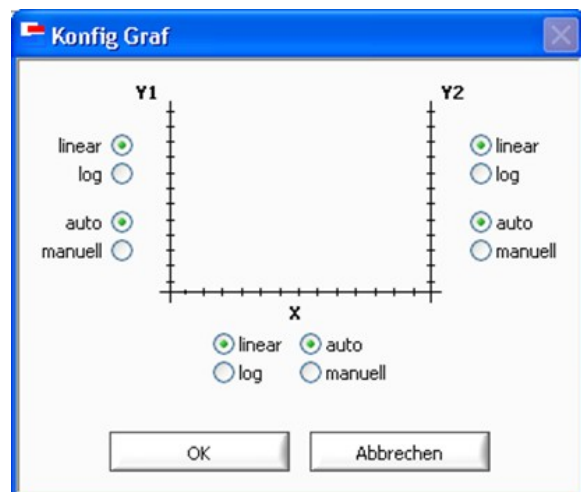 Konfig Graf
Y1 Y2
linear linear
log log
auto auto
manuell manuell
X
linear auto
log manuell
OK Abbrechen